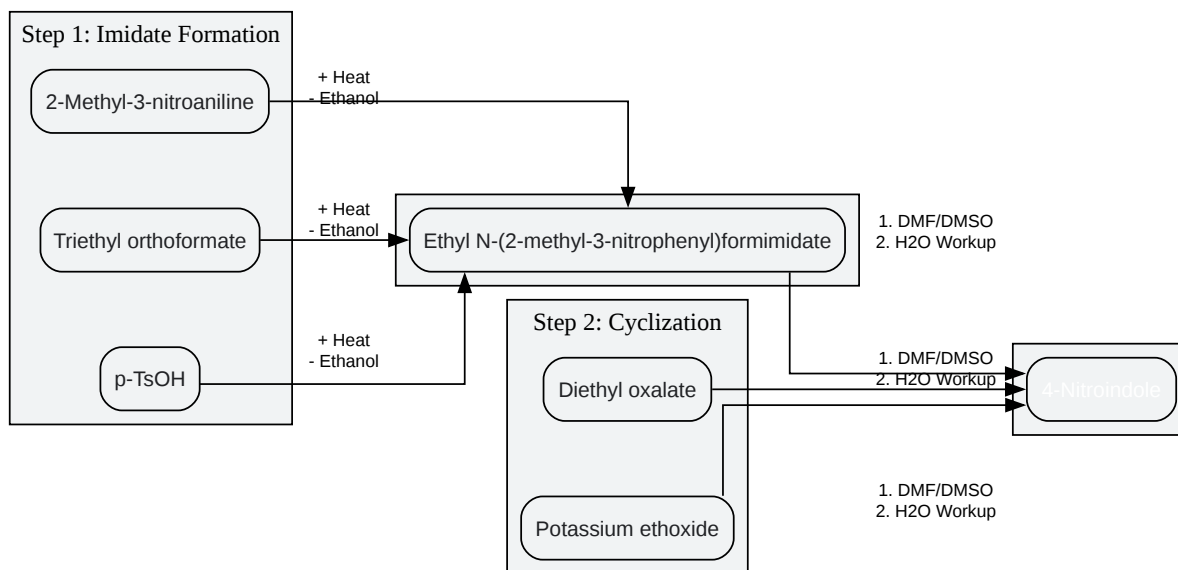 Step 1: Imidate Formation
2-Methyl-3-nitroaniline
+ Heat
- Ethanol
Triethyl orthoformate
+ Heat
- Ethanol
Ethyl N-(2-methyl-3-nitrophenyl)formimidate
1. DMF/DMSO
2. H2O Workup
p-TsOH
+ Heat
- Ethanol
Step 2: Cyclization
Diethyl oxalate
1. DMF/DMSO
2. H2O Workup
4-Nitroindole
Potassium ethoxide
1. DMF/DMSO
2. H2O Workup